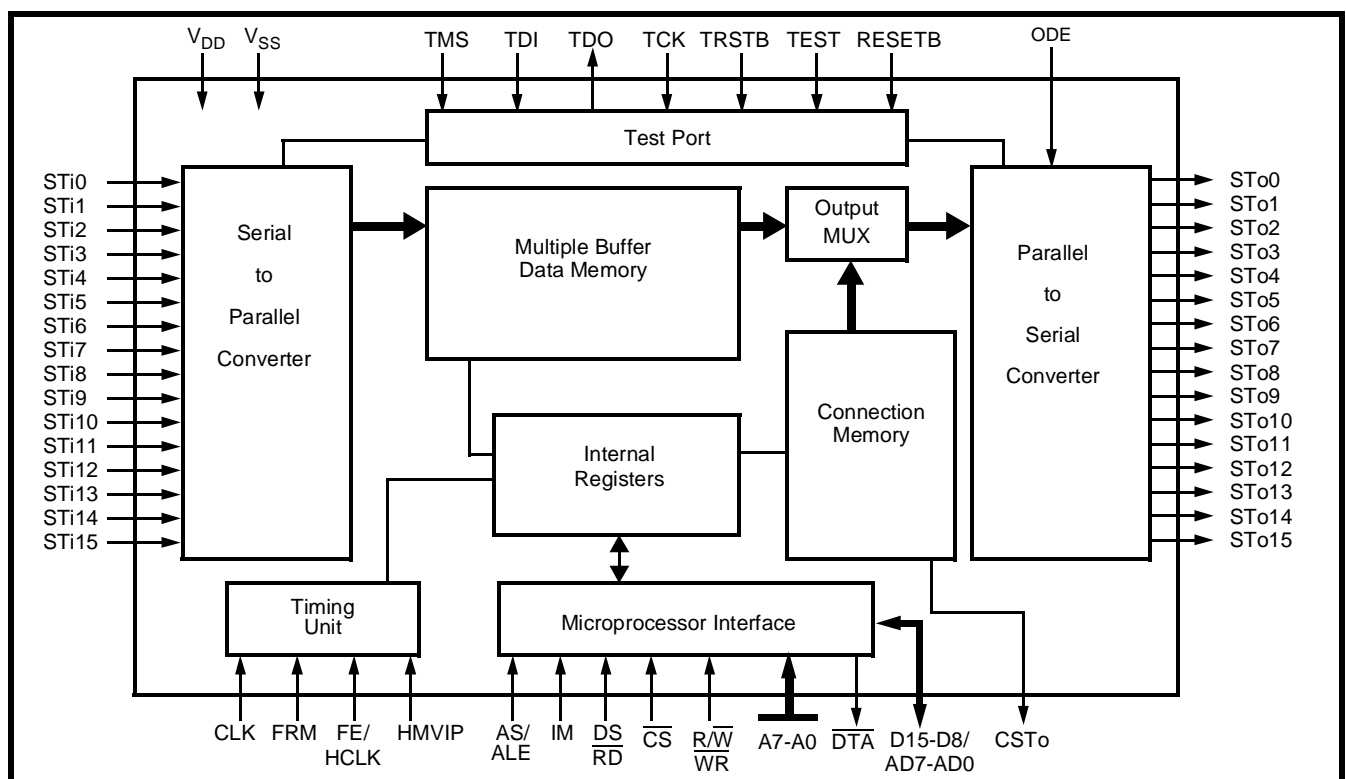 VDD VSS TMS TDI TDO TCK TRSTB TEST RESETB ODE
Test Port
STi0
STi1
STi2
STi3
STi4
STi5
STi6
STi7
STi8
STi9
STi10
STi11
STi12
STi13
STi14
STi15
Serial
to
Parallel
Converter
Multiple Buffer
Data Memory
Output
MUX
Parallel
to
Serial
Converter
STo0
STo1
STo2
STo3
STo4
STo5
STo6
STo7
STo8
STo9
STo10
STo11
STo12
STo13
STo14
STo15
Connection
Memory
Internal
Registers
Timing
Unit
Microprocessor Interface
CLK
FRM
FE/
HCLK
HMVIP
AS/
ALE
IM
DS
R̅D̅
C̅S̅
R/W̅
W̅R̅
A7-A0
D̅T̅A̅
D15-D8/
AD7-AD0
CSTo